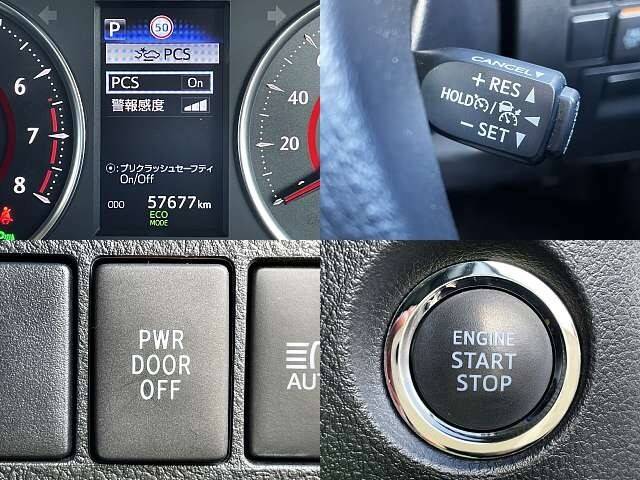 P
50
PCS
PCS On
警報感度
:プリクラッシュセーフティ
On/Off
ODO 57677 km
ECO
MODE
6
7
8
60
40
20
CANCEL
+RES
HOLD /
−SET
PWR
DOOR
OFF
AUT
ENGINE
START
STOP